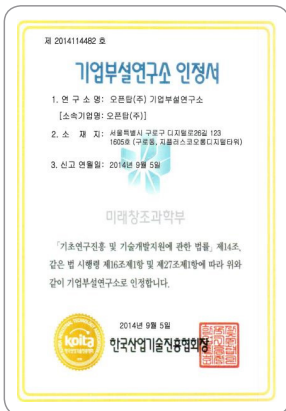 제 2014114482 호
기업부설연구소 인정서
1. 연 구 소 명: 오픈탑(주) 기업부설연구소
[소속기업명: 오픈탑(주)]
2. 소 재 지: 서울특별시 구로구 디지털로26길 123
1605호 (구로동, 지플러스코오롱디지털타워)
3. 신고 연월일: 2014년 9월 5일
미래창조과학부
「기초연구진흥 및 기술개발지원에 관한 법률」제14조,
같은 법 시행령 제16조제1항 및 제27조제1항에 따라 위와
같이 기업부설연구소로 인정합니다.
2014년 9월 5일
koita
한국산업기술진흥협회장